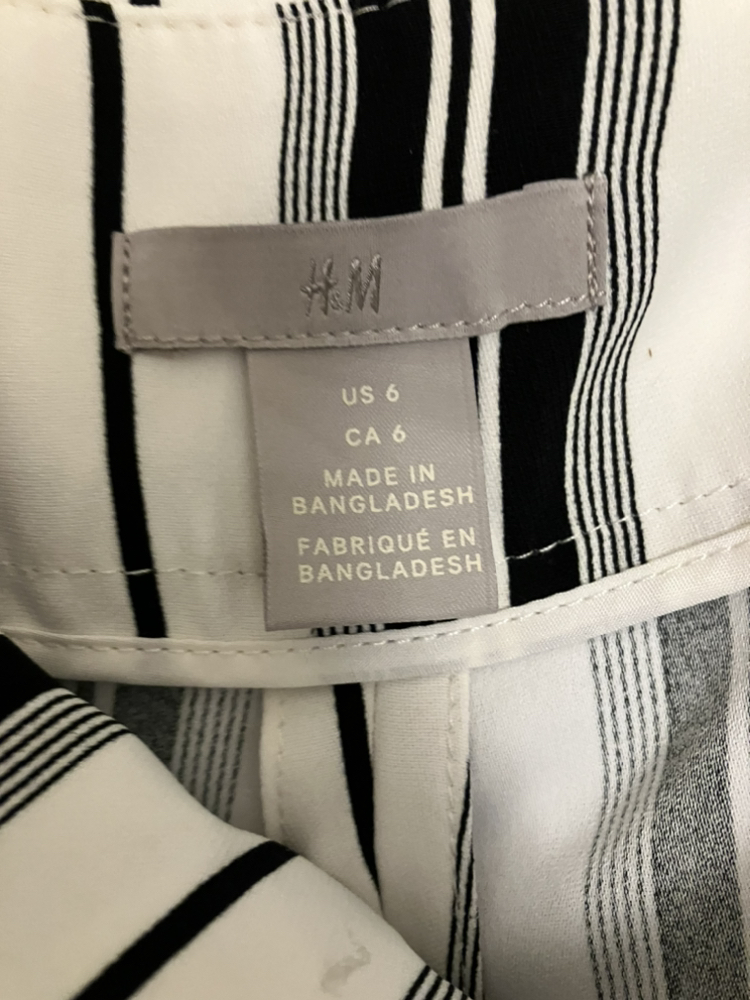 H&M
US 6
CA 6
MADE IN
BANGLADESH
FABRIQUÉ EN
BANGLADESH